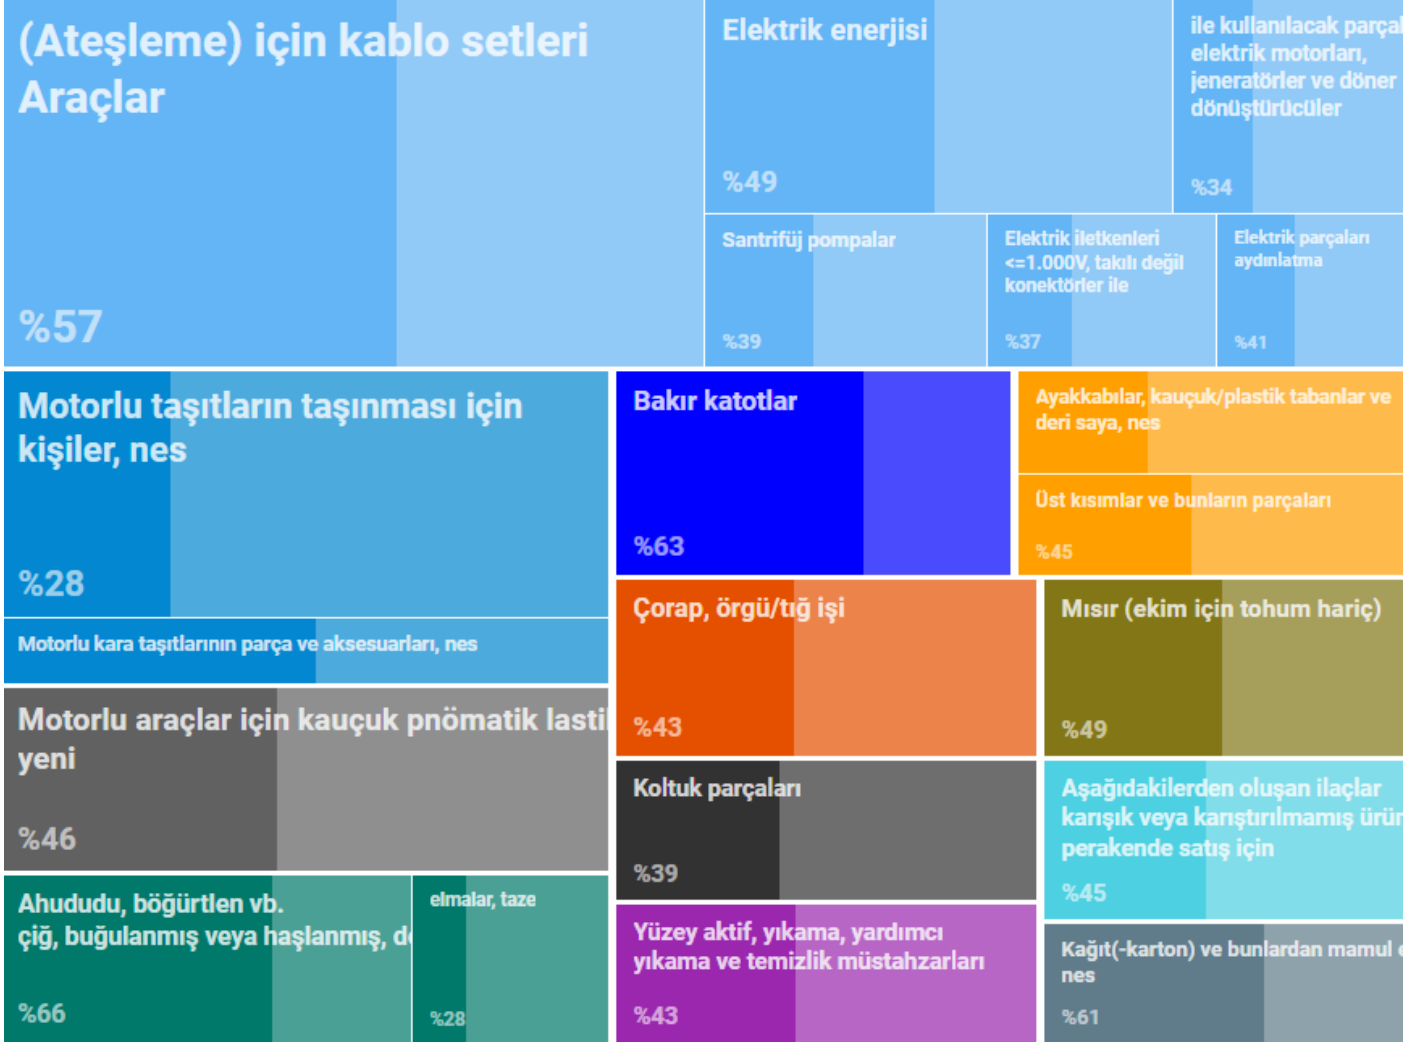 (Ateşleme) için kablo setleri
Araçlar
%57
Elektrik enerjisi
%49
ile kullanılacak
elektrik motorları,
jeneratörler ve döner
dönüştürücüler
%34
Santrifüj pompalar
%39
Elektrik iletkenleri
<=1.000V, takılı değil
konektörler ile
%37
Elektrik parçaları
aydınlatma
%41
Motorlu taşıtların taşınması için
kişiler, nes
%28
Motorlu kara taşıtlarının parça ve aksesuarları, nes
Motorlu araçlar için kauçuk pnömatik
yeni
%46
Ahududu, böğürtlen vb.
çiğ, buğulanmış veya haşlanmış,
%66
elmalar, taze
%28
Bakır katotlar
%63
Ayakkabılar, kauçuk/plastik tabanlar ve
deri saya, nes
Üst kısımlar ve bunların parçaları
%45
Çorap, örgü/tığ işi
%43
Mısır (ekim için tohum hariç)
%49
Koltuk parçaları
%39
Aşağıdakilerden oluşan ilaçlar
karışık veya karıştırılmamış
perakende satış için
%45
Yüzey aktif, yıkama, yardımcı
yıkama ve temizlik müstahzarları
%43
Kağıt(-karton) ve bunlardan mamul
nes
%61